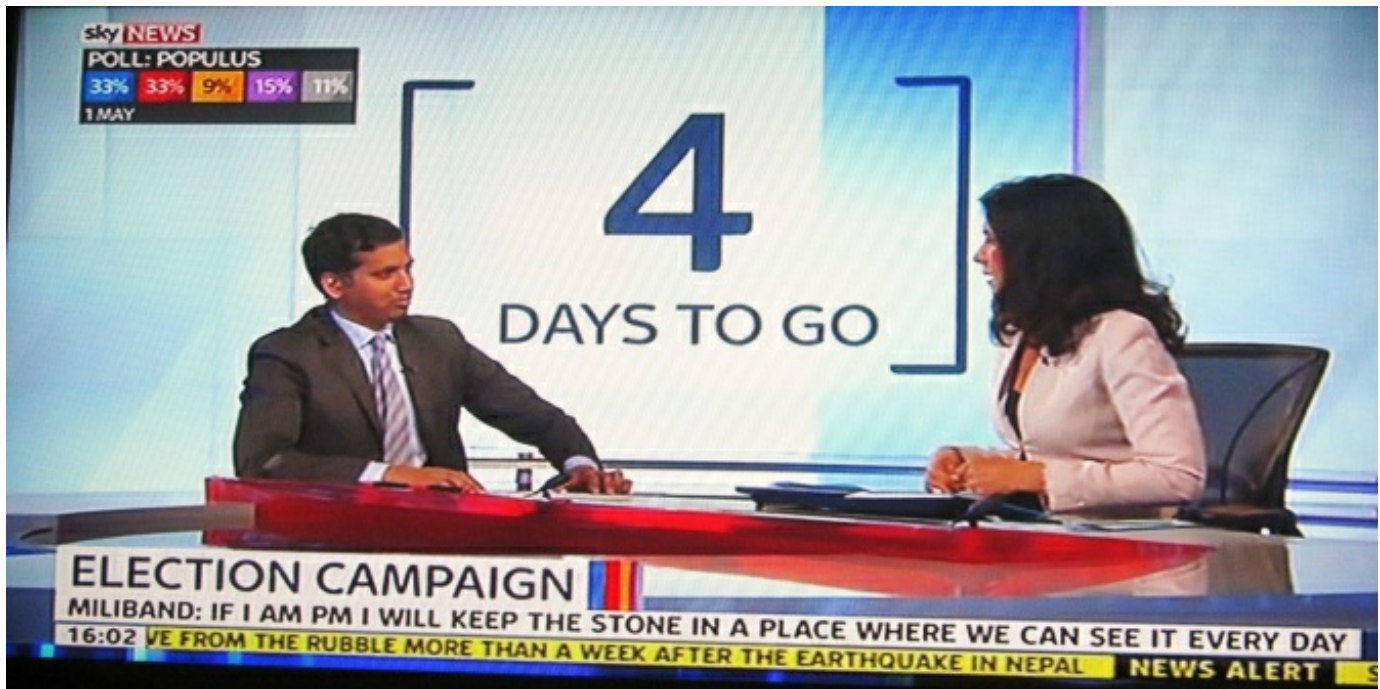 sky NEWS
POLL: POPULUS
33% 33% 9% 15% 11%
1 MAY
4
DAYS TO GO
ELECTION CAMPAIGN
MILIBAND: IF I AM PM I WILL KEEP THE STONE IN A PLACE WHERE WE CAN SEE IT EVERY DAY
16:02 VE FROM THE RUBBLE MORE THAN A WEEK AFTER THE EARTHQUAKE IN NEPAL NEWS ALERT S